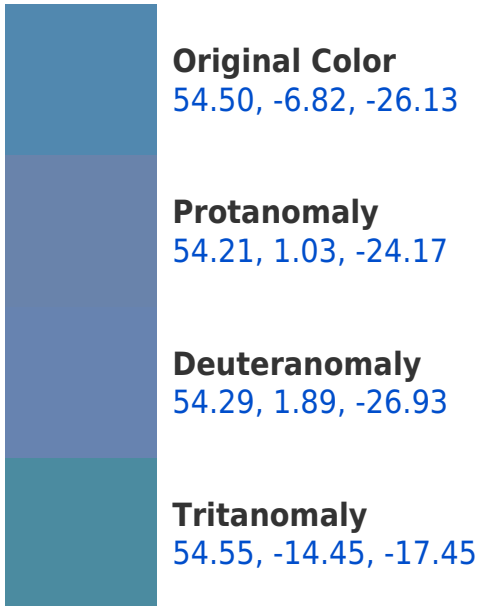 Original Color
54.50, -6.82, -26.13
Protanomaly
54.21, 1.03, -24.17
Deuteranomaly
54.29, 1.89, -26.93
Tritanomaly
54.55, -14.45, -17.45